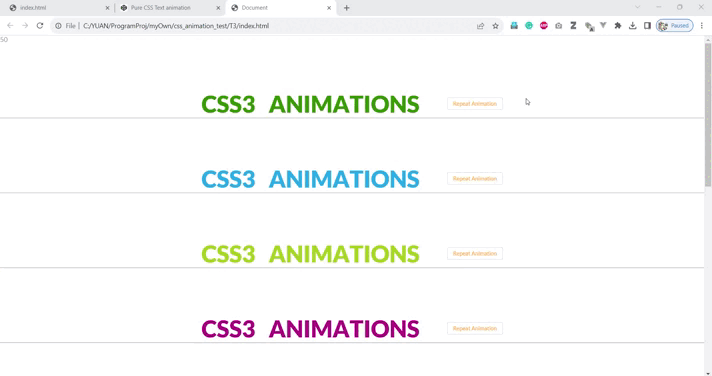 index.html
Pure CSS Text animation
Document
File
C:/YUAN/ProgramProj/myOwn/css_animation_test/T3/index.html
Paused
50
CSS3 ANIMATIONS
Repeat Animation
CSS3 ANIMATIONS
Repeat Animation
CSS3 ANIMATIONS
Repeat Animation
CSS3 ANIMATIONS
Repeat Animation